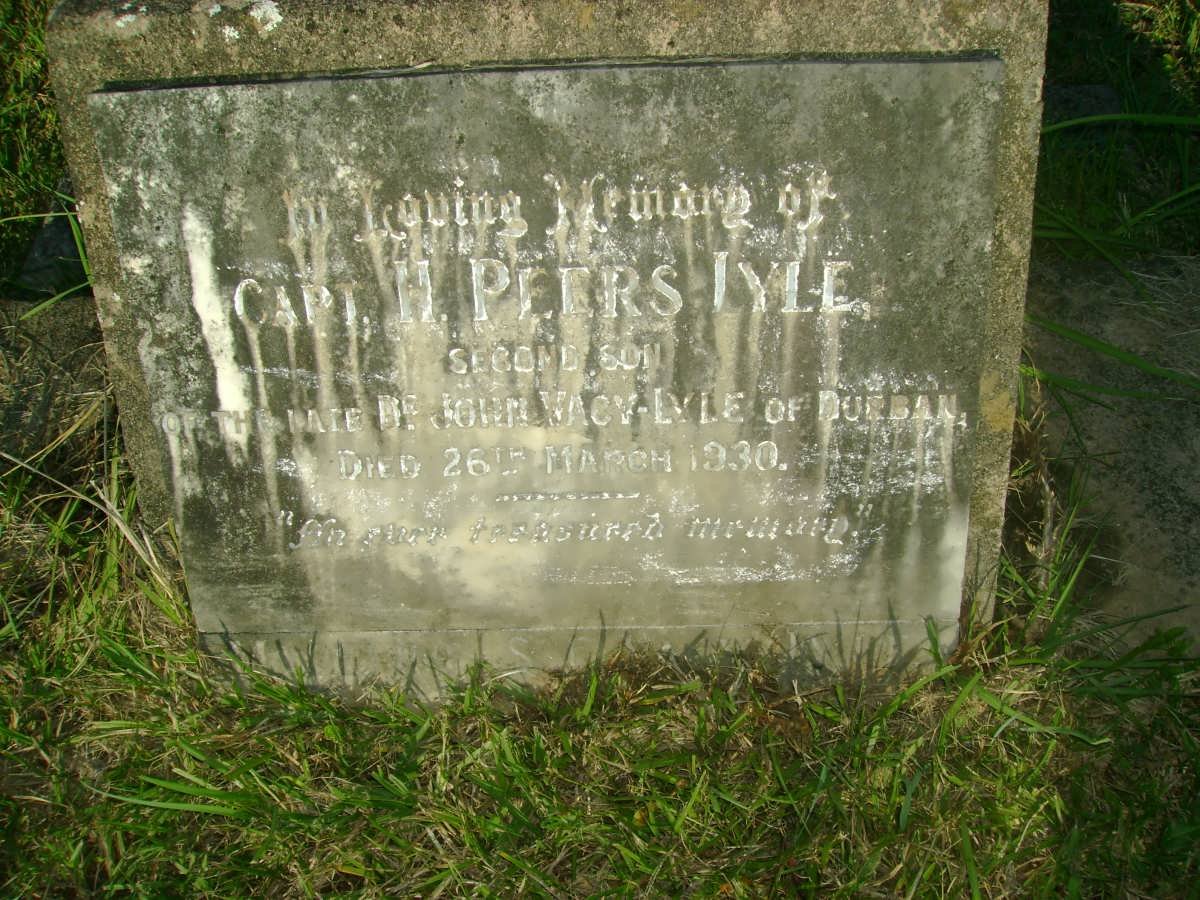 In Loving Memory of
CAPT. H. PEERS LYLE,
SECOND SON
OF THE LATE DR JOHN VACY-LYLE OF DURBAN,
DIED 26TH MARCH 1930.
"An ever treasured memory"